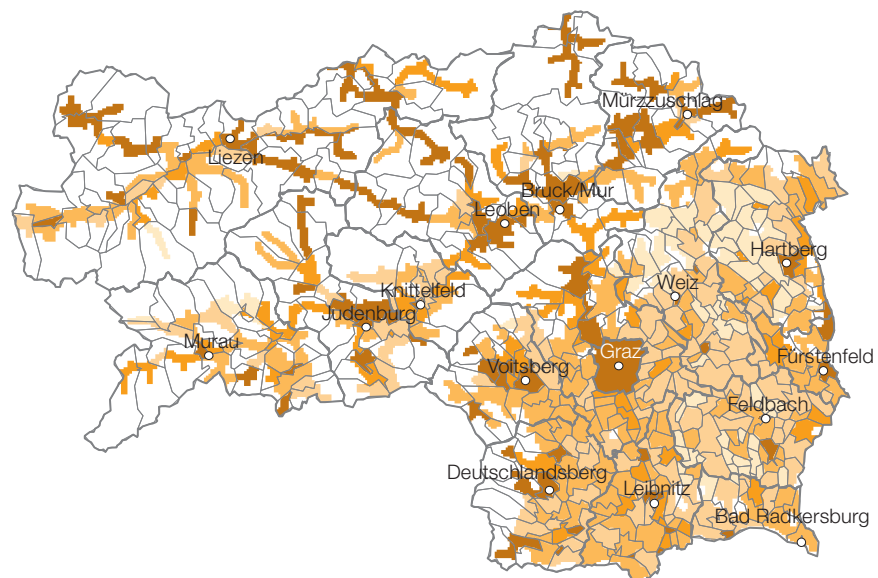 Mürzzuschlag
Liezen
Bruck/Mur
Leoben
Hartberg
Weiz
Knittelfeld
Judenburg
Murau
Graz
Fürstenfeld
Voitsberg
Feldbach
Deutschlandsberg
Leibnitz
Bad Radkersburg